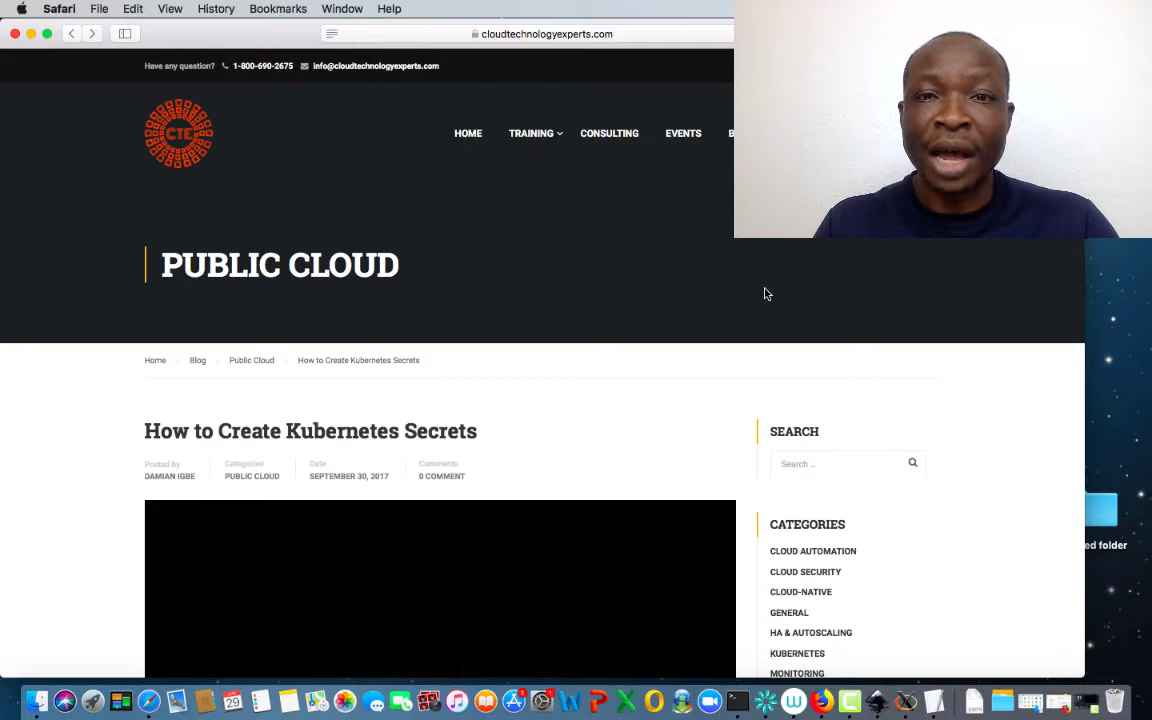 Safari File Edit View History Bookmarks Window Help
cloudtechnologyexperts.com
Have any question? 1-800-690-2675 info@cloudtechnologyexperts.com
CTE
HOME TRAINING CONSULTING EVENTS B
PUBLIC CLOUD
Home Blog Public Cloud How to Create Kubernetes Secrets
How to Create Kubernetes Secrets
Posted by Categories Date Comments
DAMIAN IGBE PUBLIC CLOUD SEPTEMBER 30, 2017 0 COMMENT
SEARCH
Search ...
CATEGORIES
CLOUD AUTOMATION
CLOUD SECURITY
CLOUD-NATIVE
GENERAL
HA & AUTOSCALING
KUBERNETES
MONITORING
ed folder